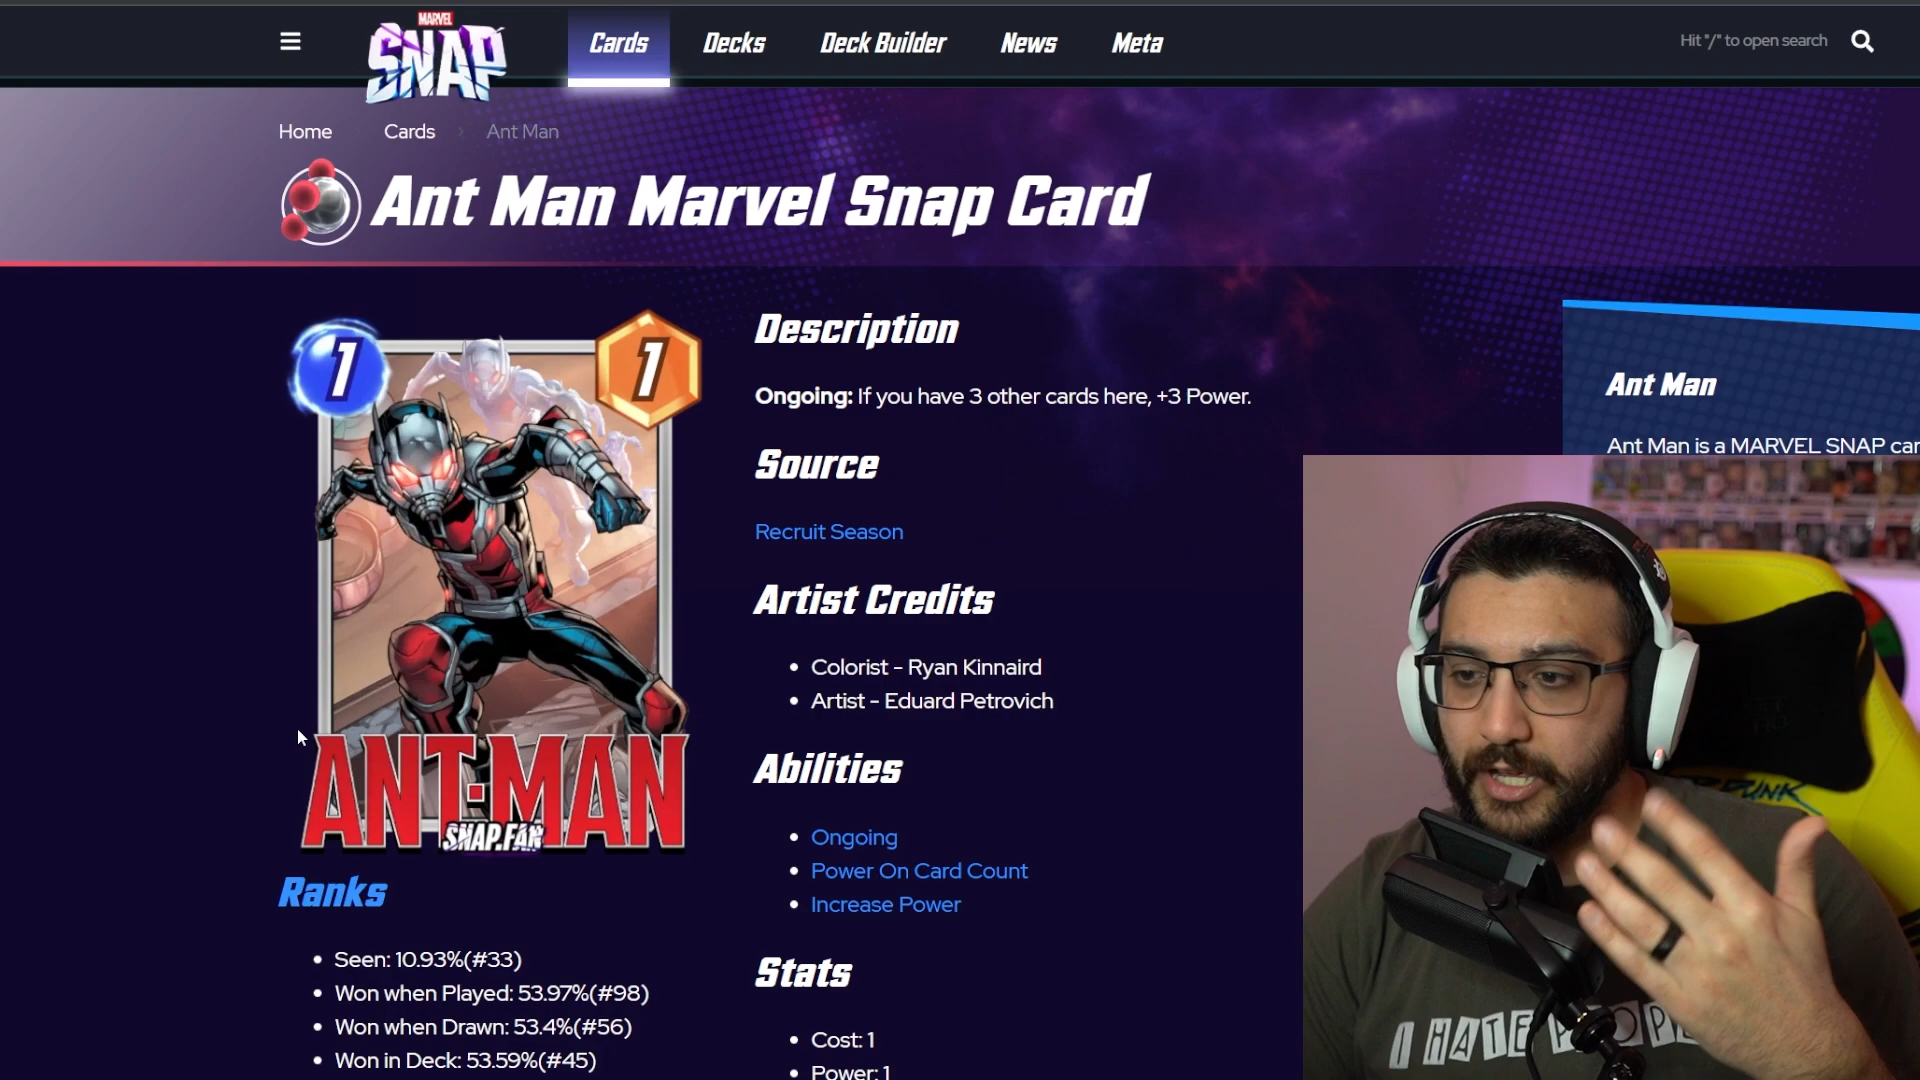 MARVEL
SNAP
Cards
Decks
Deck Builder
News
Meta
Hit "/" to open search
Home
Cards
Ant Man
Ant Man Marvel Snap Card
1
1
ANT-MAN
SNAP.FAN
Ranks
Seen: 10.93%(#33)
Won when Played: 53.97%(#98)
Won when Drawn: 53.4%(#56)
Won in Deck: 53.59%(#45)
Description
Ongoing: If you have 3 other cards here, +3 Power.
Source
Recruit Season
Artist Credits
Colorist - Ryan Kinnaird
Artist - Eduard Petrovich
Abilities
Ongoing
Power On Card Count
Increase Power
Stats
Cost: 1
Power: 1
Ant Man
Ant Man is a MARVEL SNAP car
I HATE PEOP